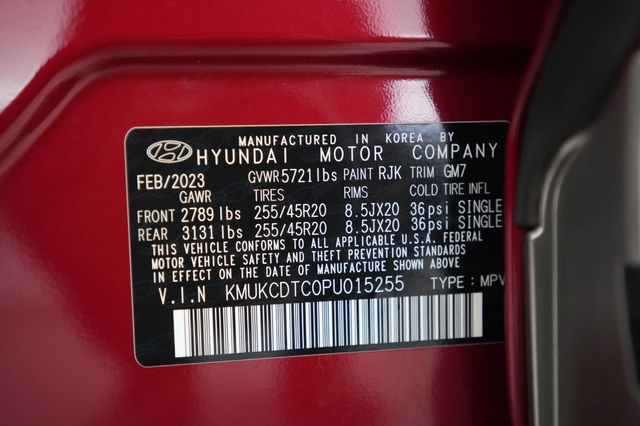 MANUFACTURED IN KOREA BY
HYUNDAI MOTOR COMPANY
FEB/2023 GVWR 5721 lbs PAINT RJK TRIM GM7
GAWR TIRES RIMS COLD TIRE INFL
FRONT 2789 lbs 255/45R20 8.5JX20 36psi SINGLE
REAR 3131 lbs 255/45R20 8.5JX20 36psi SINGLE
THIS VEHICLE CONFORMS TO ALL APPLICABLE U.S.A. FEDERAL
MOTOR VEHICLE SAFETY AND THEFT PREVENTION STANDARDS
IN EFFECT ON THE DATE OF MANUFACTURE SHOWN ABOVE
V.I.N KMUKCDTC0PU015255 TYPE : MPV